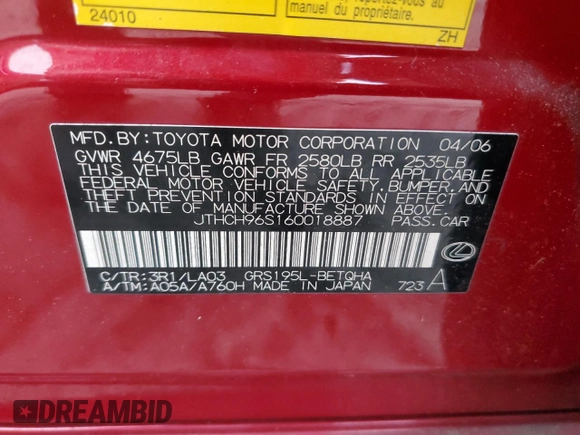 24010
manuel du propriétaire.
ZH
MFD.BY:TOYOTA MOTOR CORPORATION 04/06
GVWR 4675LB GAWR FR 2580LB RR 2535LB
THIS VEHICLE CONFORMS TO ALL APPLICABLE
FEDERAL MOTOR VEHICLE SAFETY,BUMPER,AND
THEFT PREVENTION STANDARDS IN EFFECT ON
THE DATE OF MANUFACTURE SHOWN ABOVE.
JTHCH96S160018887 PASS.CAR
C/TR:3R1/LA03 GRS195L-BETQHA
A/TM:A05A/A760H MADE IN JAPAN 723 A
DREAMBID